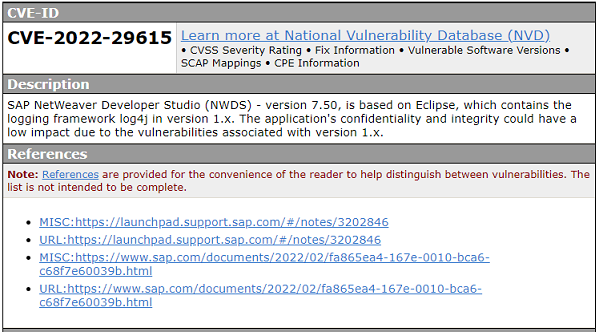 CVE-ID
CVE-2022-29615
Learn more at National Vulnerability Database (NVD)
• CVSS Severity Rating • Fix Information • Vulnerable Software Versions •
SCAP Mappings • CPE Information
Description
SAP NetWeaver Developer Studio (NWDS) - version 7.50, is based on Eclipse, which contains the
logging framework log4j in version 1.x. The application's confidentiality and integrity could have a
low impact due to the vulnerabilities associated with version 1.x.
References
Note: References are provided for the convenience of the reader to help distinguish between vulnerabilities. The
list is not intended to be complete.
• MISC:https://launchpad.support.sap.com/#/notes/3202846
• URL:https://launchpad.support.sap.com/#/notes/3202846
• MISC:https://www.sap.com/documents/2022/02/fa865ea4-167e-0010-bca6-
c68f7e60039b.html
• URL:https://www.sap.com/documents/2022/02/fa865ea4-167e-0010-bca6-
c68f7e60039b.html